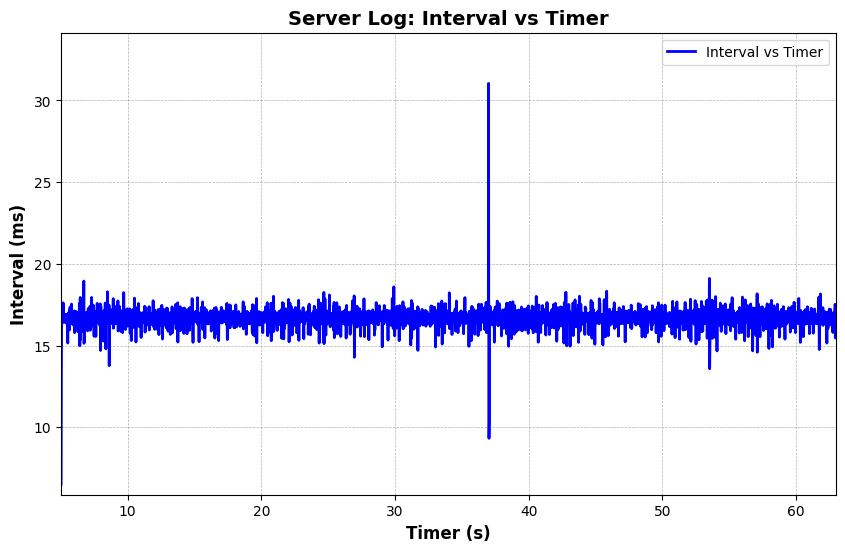 Server Log: Interval vs Timer
Interval vs Timer
30
25
20
15
10
Interval (ms)
10 20 30 40 50 60
Timer (s)